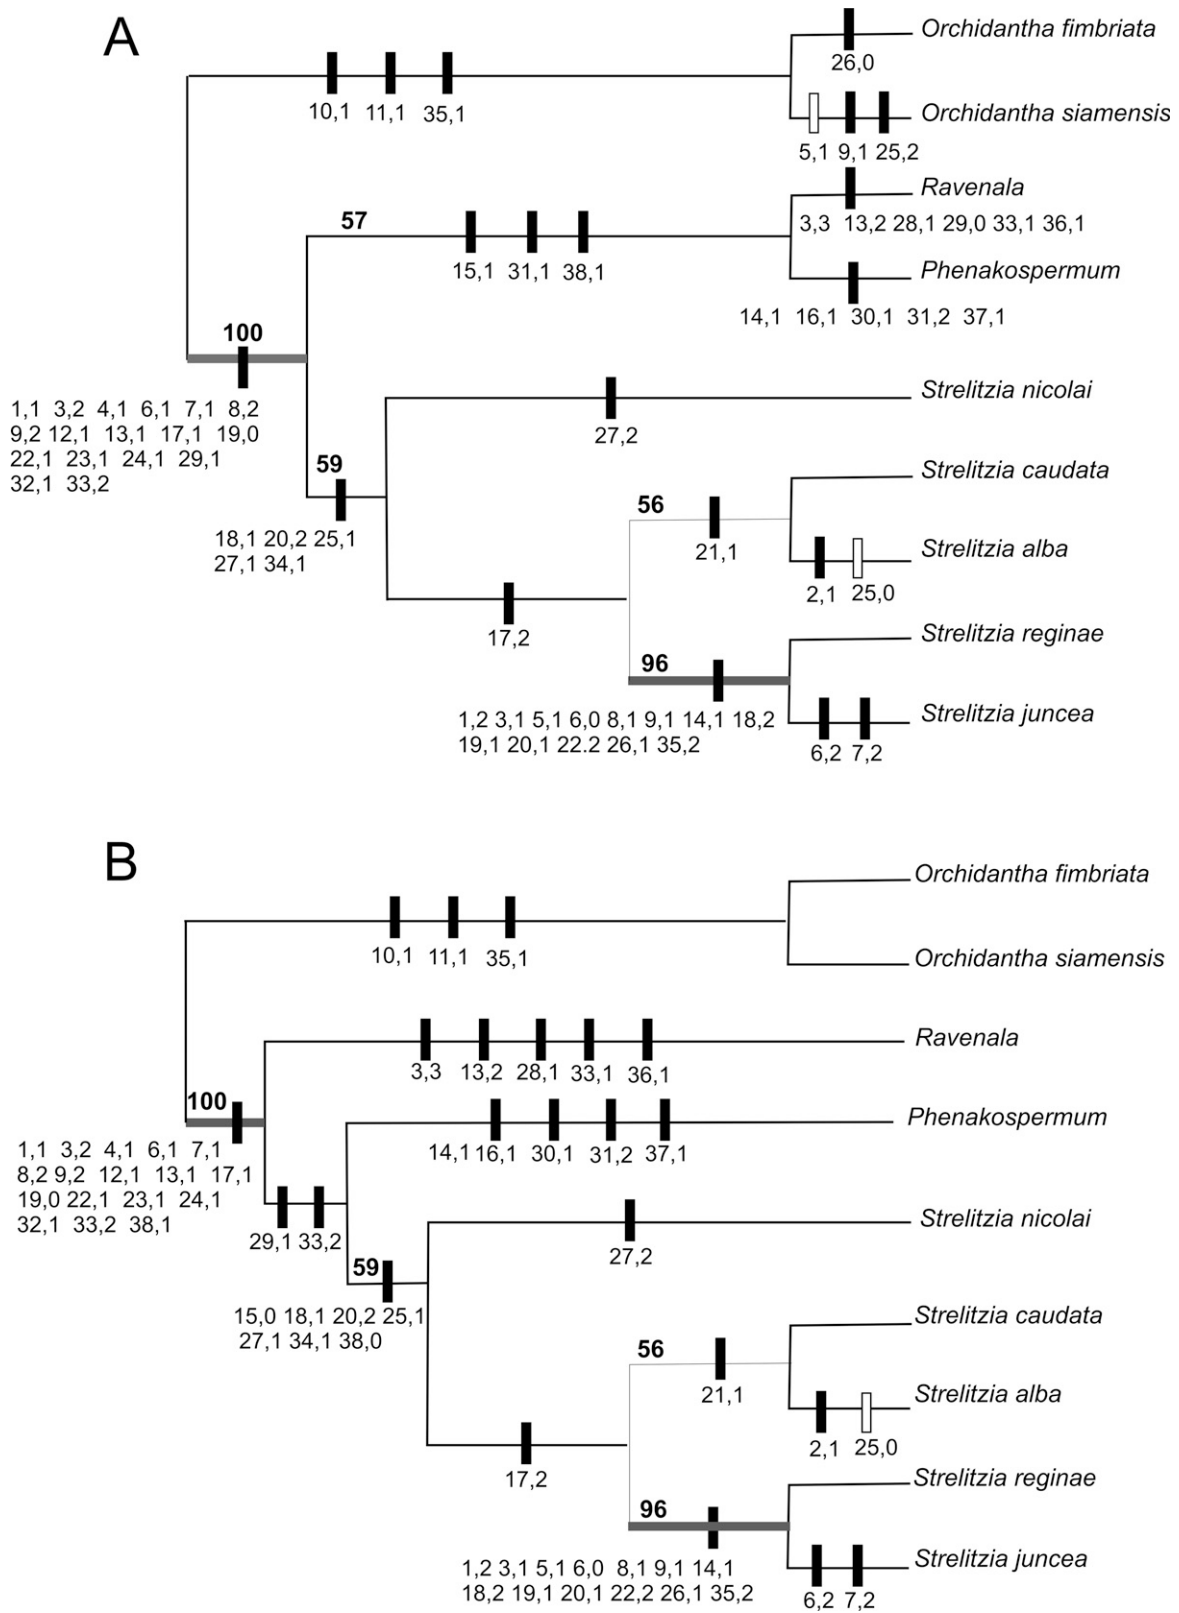 A
Orchidantha fimbriata
26,0
10,1 11,1 35,1
Orchidantha siamensis
5,1 9,1 25,2
Ravenala
57
3,3 13,2 28,1 29,0 33,1 36,1
15,1 31,1 38,1
Phenakospermum
14,1 16,1 30,1 31,2 37,1
100
Strelitzia nicolai
1,1 3,2 4,1 6,1 7,1 8,2
9,2 12,1 13,1 17,1 19,0
22,1 23,1 24,1 29,1
32,1 33,2
27,2
59
Strelitzia caudata
56
18,1 20,2 25,1
27,1 34,1
21,1
Strelitzia alba
2,1 25,0
17,2
Strelitzia reginae
96
1,2 3,1 5,1 6,0 8,1 9,1 14,1 18,2
19,1 20,1 22.2 26,1 35,2
Strelitzia juncea
6,2 7,2
B
Orchidantha fimbriata
10,1 11,1 35,1
Orchidantha siamensis
Ravenala
3,3 13,2 28,1 33,1 36,1
100
Phenakospermum
1,1 3,2 4,1 6,1 7,1
8,2 9,2 12,1 13,1 17,1
19,0 22,1 23,1 24,1
32,1 33,2 38,1
14,1 16,1 30,1 31,2 37,1
Strelitzia nicolai
29,1 33,2
27,2
59
15,0 18,1 20,2 25,1
27,1 34,1 38,0
Strelitzia caudata
56
21,1
Strelitzia alba
2,1 25,0
17,2
Strelitzia reginae
96
1,2 3,1 5,1 6,0 8,1 9,1 14,1
18,2 19,1 20,1 22,2 26,1 35,2
Strelitzia juncea
6,2 7,2